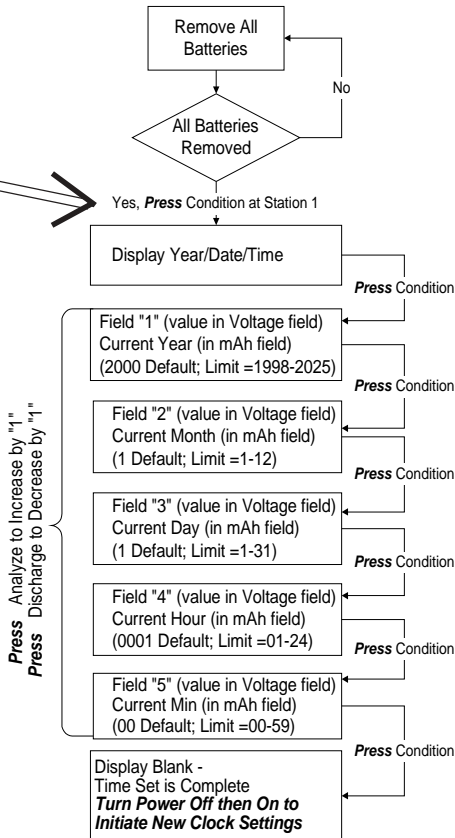 Remove All
Batteries
No
All Batteries
Removed
Yes, Press Condition at Station 1
Display Year/Date/Time
Press Condition
Field "1" (value in Voltage field)
Current Year (in mAh field)
(2000 Default; Limit =1998-2025)
Press Condition
Field "2" (value in Voltage field)
Current Month (in mAh field)
(1 Default; Limit =1-12)
Press Condition
Field "3" (value in Voltage field)
Current Day (in mAh field)
(1 Default; Limit =1-31)
Press Condition
Field "4" (value in Voltage field)
Current Hour (in mAh field)
(0001 Default; Limit =01-24)
Press Condition
Field "5" (value in Voltage field)
Current Min (in mAh field)
(00 Default; Limit =00-59)
Press Condition
Press Analyze to Increase by "1"
Press Discharge to Decrease by "1"
Display Blank -
Time Set is Complete
Turn Power Off then On to
Initiate New Clock Settings